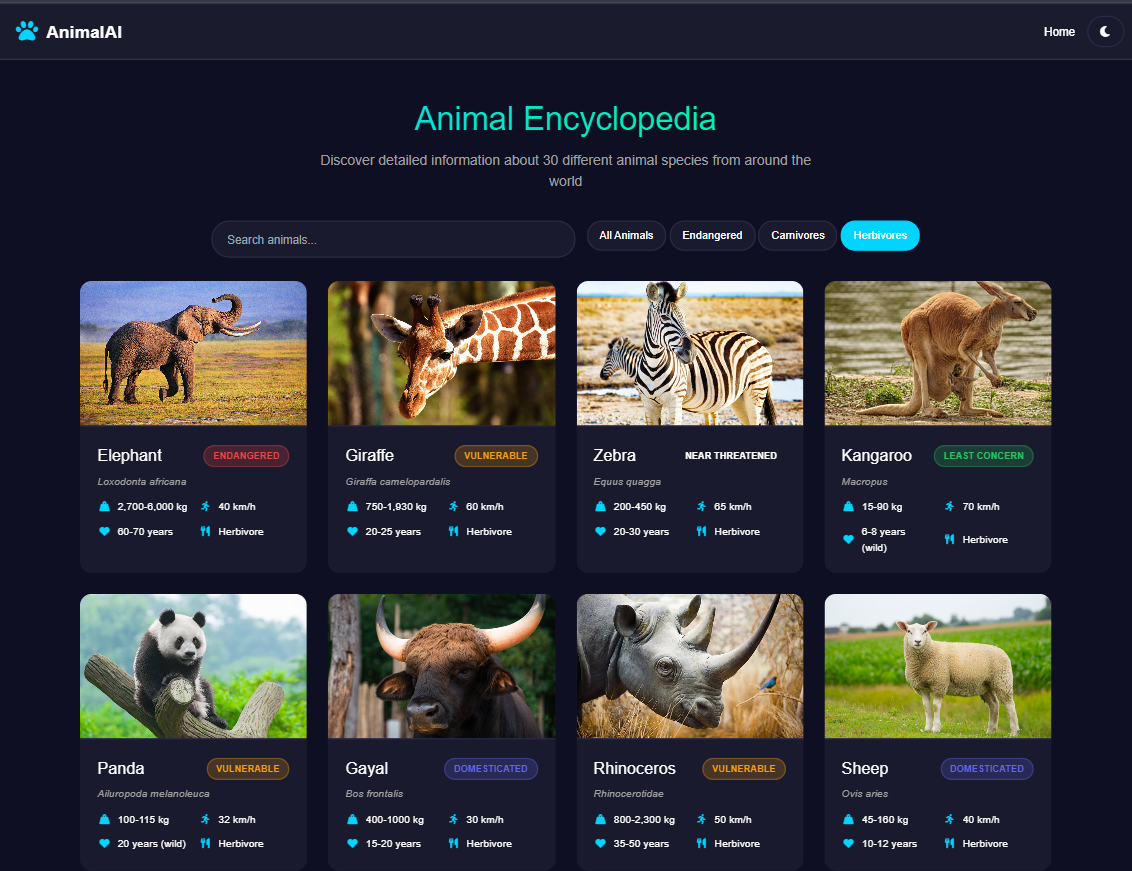 AnimalAI
Home
Animal Encyclopedia
Discover detailed information about 30 different animal species from around the
world
Search animals...
All Animals
Endangered
Carnivores
Herbivores
Elephant
ENDANGERED
Loxodonta africana
2,700-6,000 kg
40 km/h
60-70 years
Herbivore
Giraffe
VULNERABLE
Giraffa camelopardalis
750-1,930 kg
60 km/h
20-25 years
Herbivore
Zebra
NEAR THREATENED
Equus quagga
200-450 kg
65 km/h
20-30 years
Herbivore
Kangaroo
LEAST CONCERN
Macropus
15-90 kg
70 km/h
6-8 years
(wild)
Herbivore
Panda
VULNERABLE
Ailuropoda melanoleuca
100-115 kg
32 km/h
20 years (wild)
Herbivore
Gayal
DOMESTICATED
Bos frontalis
400-1000 kg
30 km/h
15-20 years
Herbivore
Rhinoceros
VULNERABLE
Rhinocerotidae
800-2,300 kg
50 km/h
35-50 years
Herbivore
Sheep
DOMESTICATED
Ovis aries
45-160 kg
40 km/h
10-12 years
Herbivore